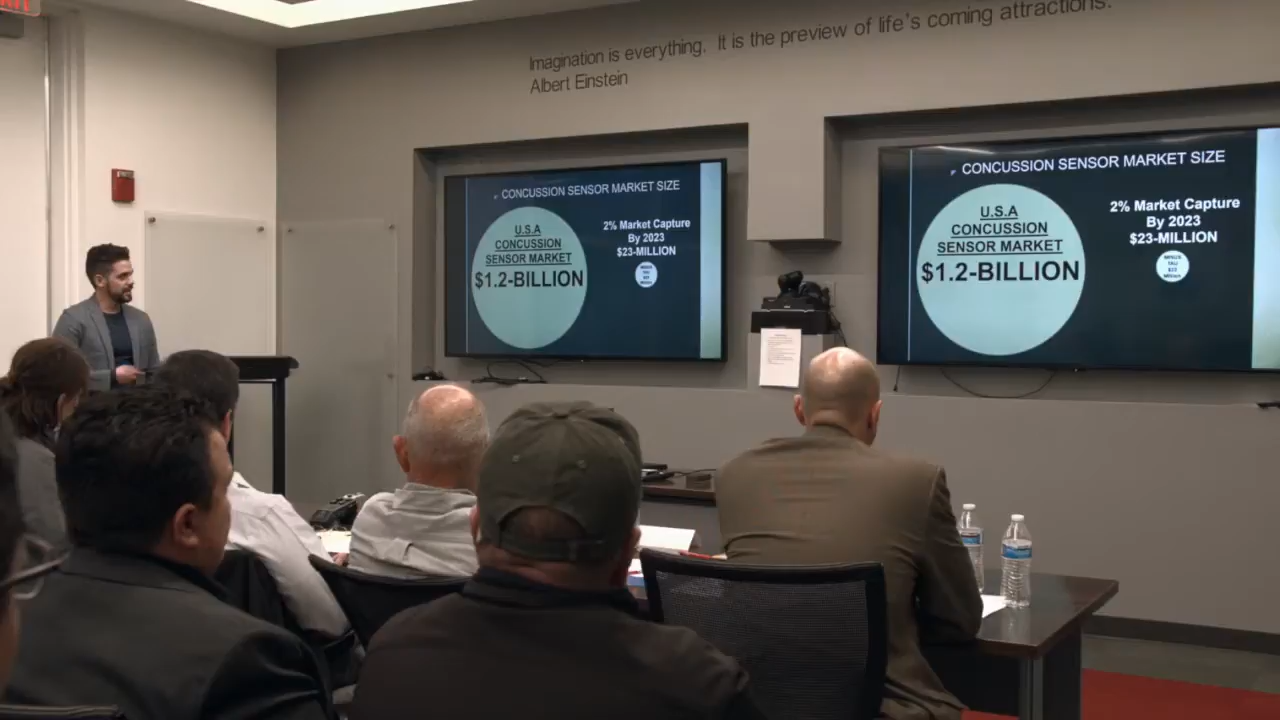 Imagination is everything. It is the preview of life's coming attractions.
Albert Einstein
CONCUSSION SENSOR MARKET SIZE
U.S.A
CONCUSSION
SENSOR MARKET
$1.2-BILLION
2% Market Capture
By 2023
$23-MILLION
CONCUSSION SENSOR MARKET SIZE
U.S.A
CONCUSSION
SENSOR MARKET
$1.2-BILLION
2% Market Capture
By 2023
$23-MILLION